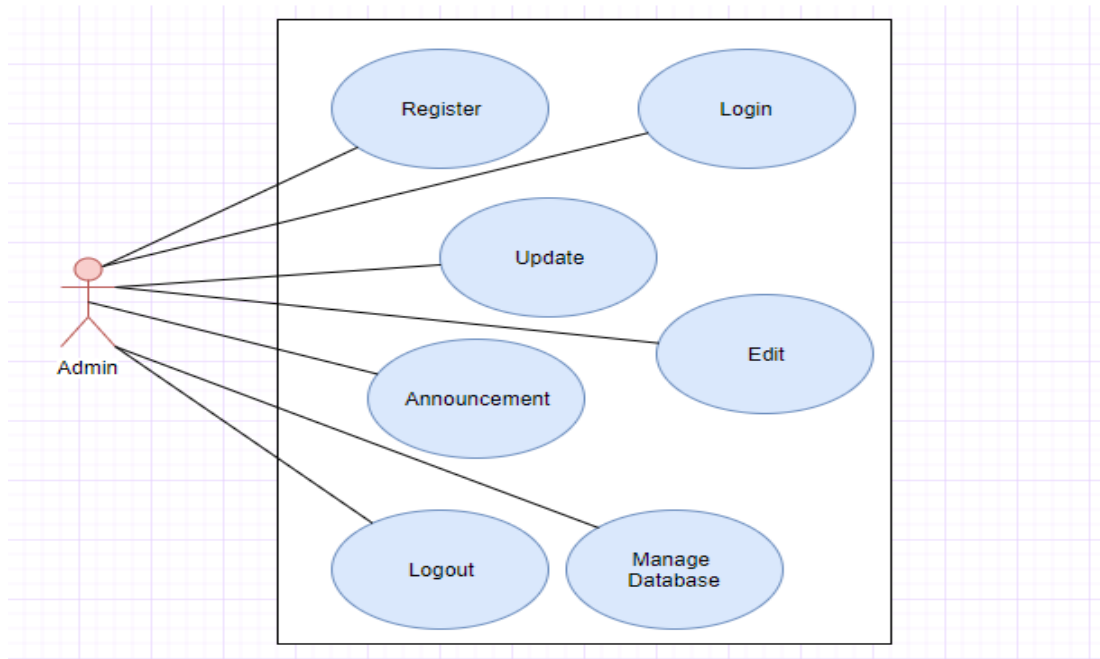 Register
Login
Update
Edit
Admin
Announcement
Logout
Manage
Database